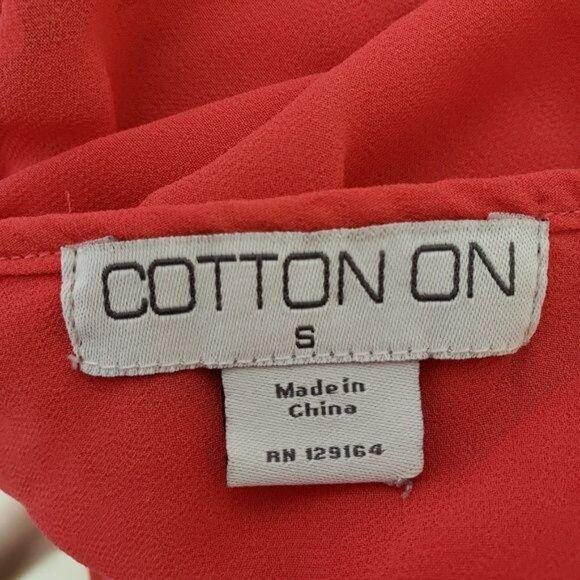 COTTON ON
S
Made in
China
RN 129164